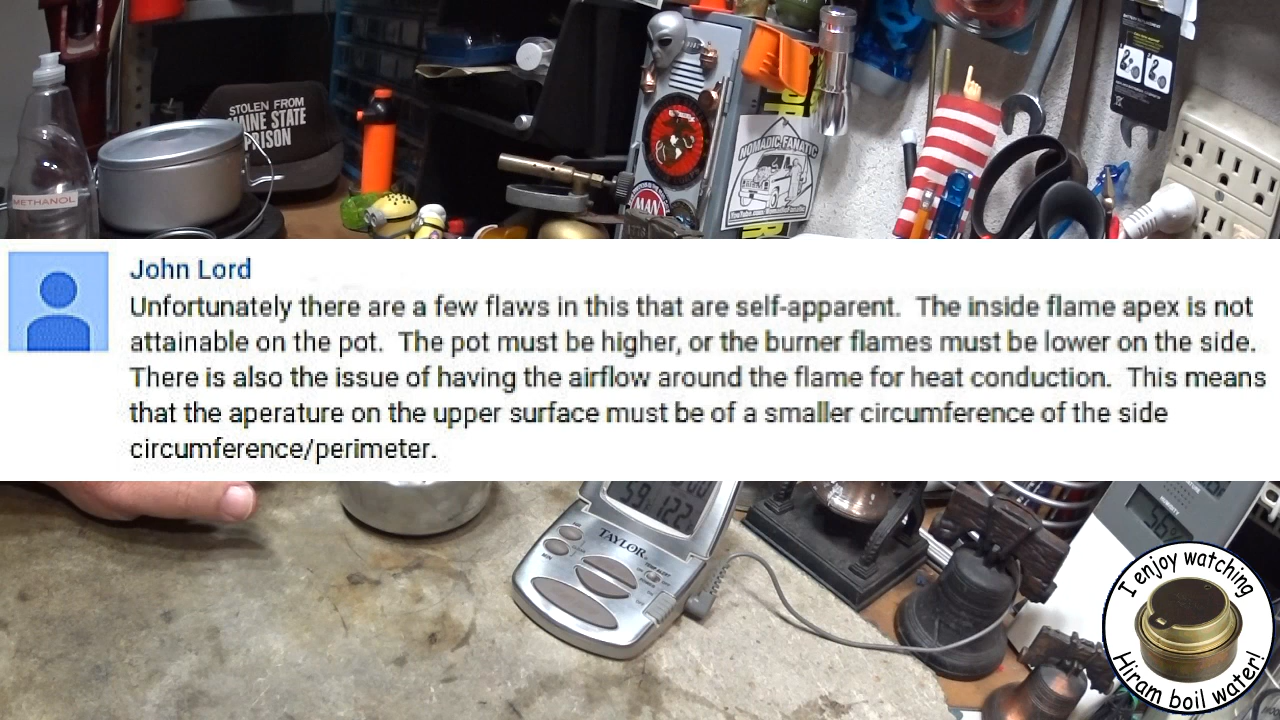 STOLEN FROM
MAINE STATE
PRISON
METHANOL
NOMADIC FANATIC
MAN
John Lord
Unfortunately there are a few flaws in this that are self-apparent.  The inside flame apex is not
attainable on the pot.  The pot must be higher, or the burner flames must be lower on the side.
There is also the issue of having the airflow around the flame for heat conduction.  This means
that the aperature on the upper surface must be of a smaller circumference of the side
circumference/perimeter.
TAYLOR
HUMIDITY
I enjoy watching
Hiram boil water!